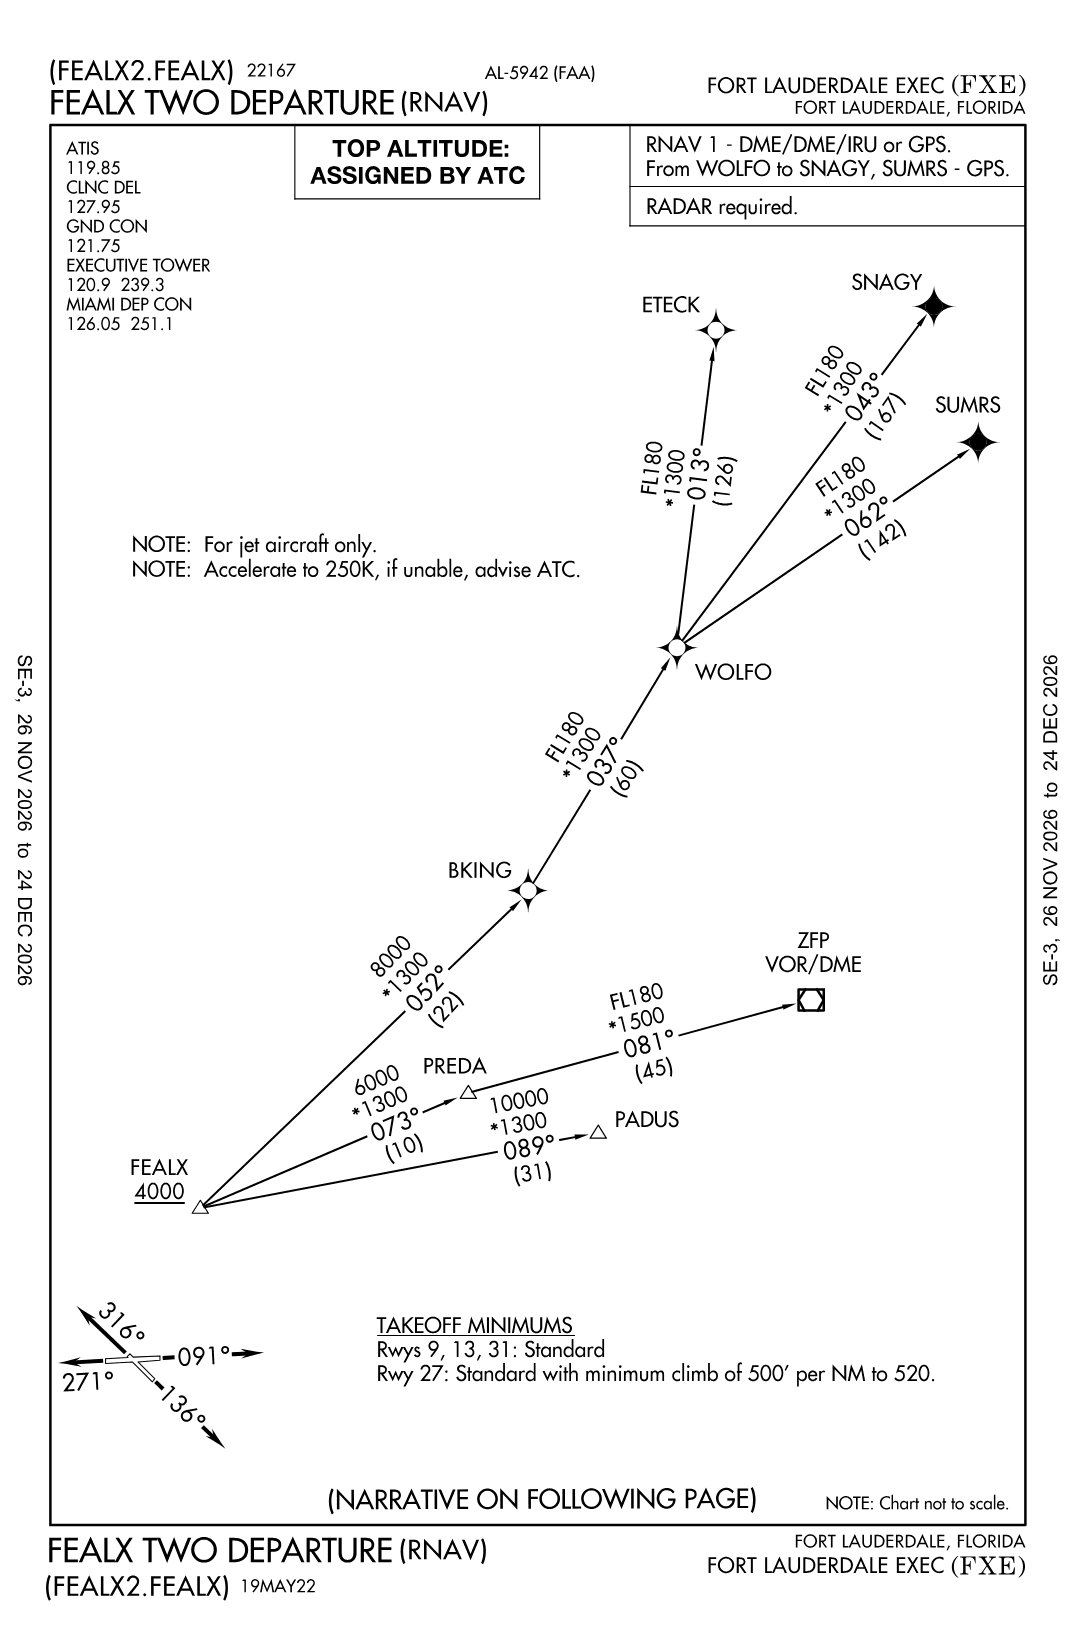 (FEALX2.FEALX) 22167
AL-5942 (FAA)
FORT LAUDERDALE EXEC (FXE)
FEALX TWO DEPARTURE (RNAV)
FORT LAUDERDALE, FLORIDA
ATIS
119.85
CLNC DEL
127.95
GND CON
121.75
EXECUTIVE TOWER
120.9 239.3
MIAMI DEP CON
126.05 251.1
TOP ALTITUDE:
ASSIGNED BY ATC
RNAV 1 - DME/DME/IRU or GPS.
From WOLFO to SNAGY, SUMRS - GPS.
RADAR required.
SNAGY
ETECK
FL180
*1300
043°
(167)
SUMRS
FL180
*1300
013°
(126)
FL180
*1300
062°
(142)
NOTE: For jet aircraft only.
NOTE: Accelerate to 250K, if unable, advise ATC.
WOLFO
FL180
*1300
037°
(60)
BKING
8000
*1300
052°
(22)
ZFP
VOR/DME
FL180
*1500
081°
(45)
PREDA
6000
*1300
073°
(10)
10000
*1300
089°
(31)
PADUS
FEALX
4000
316°
091°
271°
136°
TAKEOFF MINIMUMS
Rwys 9, 13, 31: Standard
Rwy 27: Standard with minimum climb of 500' per NM to 520.
(NARRATIVE ON FOLLOWING PAGE)
NOTE: Chart not to scale.
SE-3, 26 NOV 2026 to 24 DEC 2026
SE-3, 26 NOV 2026 to 24 DEC 2026
FEALX TWO DEPARTURE (RNAV)
(FEALX2.FEALX) 19MAY22
FORT LAUDERDALE, FLORIDA
FORT LAUDERDALE EXEC (FXE)